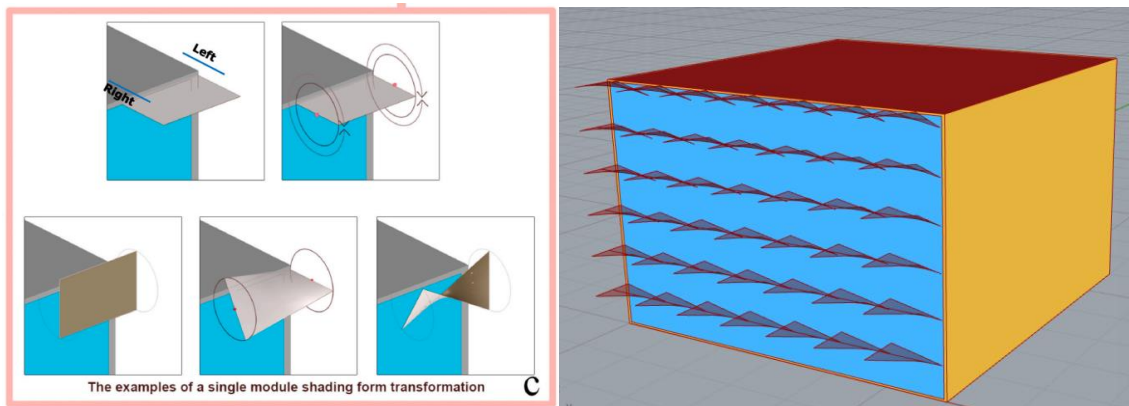 Left
Right
The examples of a single module shading form transformation
C